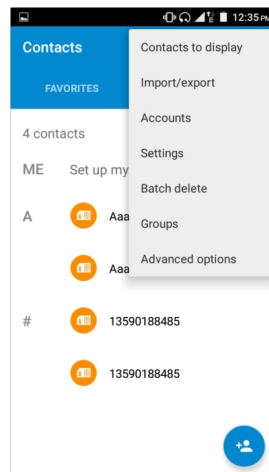 12:35 PM
Contacts
Contacts to display
Import/export
FAVORITES
Accounts
4 contacts
Settings
ME Set up my
Batch delete
A Aaa
Groups
Aaa
Advanced options
# 13590188485
13590188485